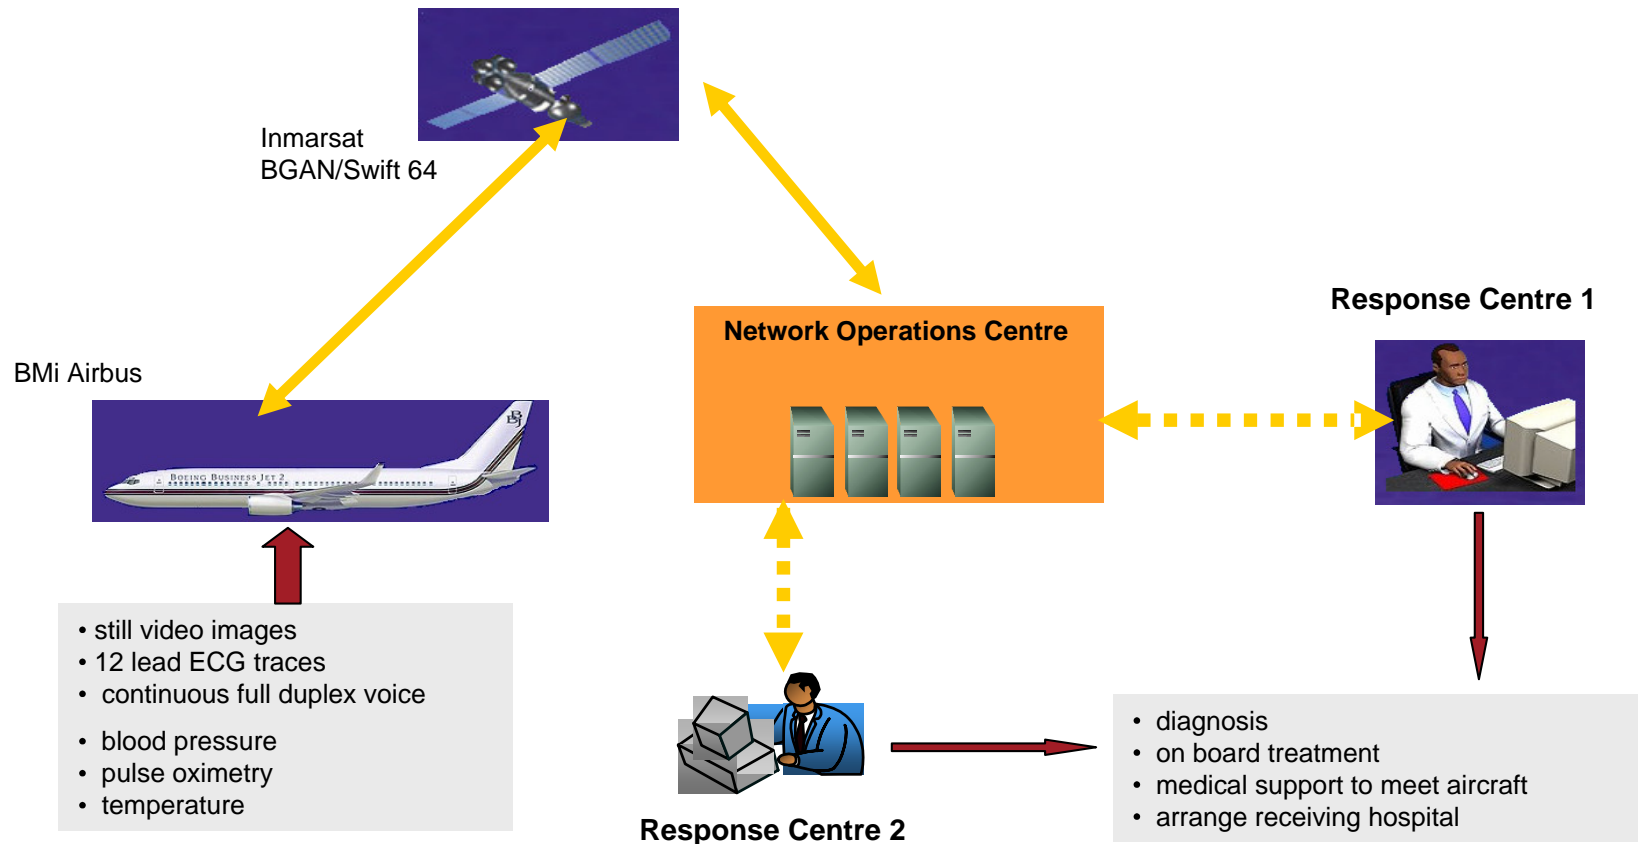 Inmarsat
BGAN/Swift 64
Response Centre 1
Network Operations Centre
BMi Airbus
BBJ
BOEING BUSINESS JET 2
• still video images
• 12 lead ECG traces
• continuous full duplex voice
• blood pressure
• pulse oximetry
• temperature
• diagnosis
• on board treatment
• medical support to meet aircraft
• arrange receiving hospital
Response Centre 2